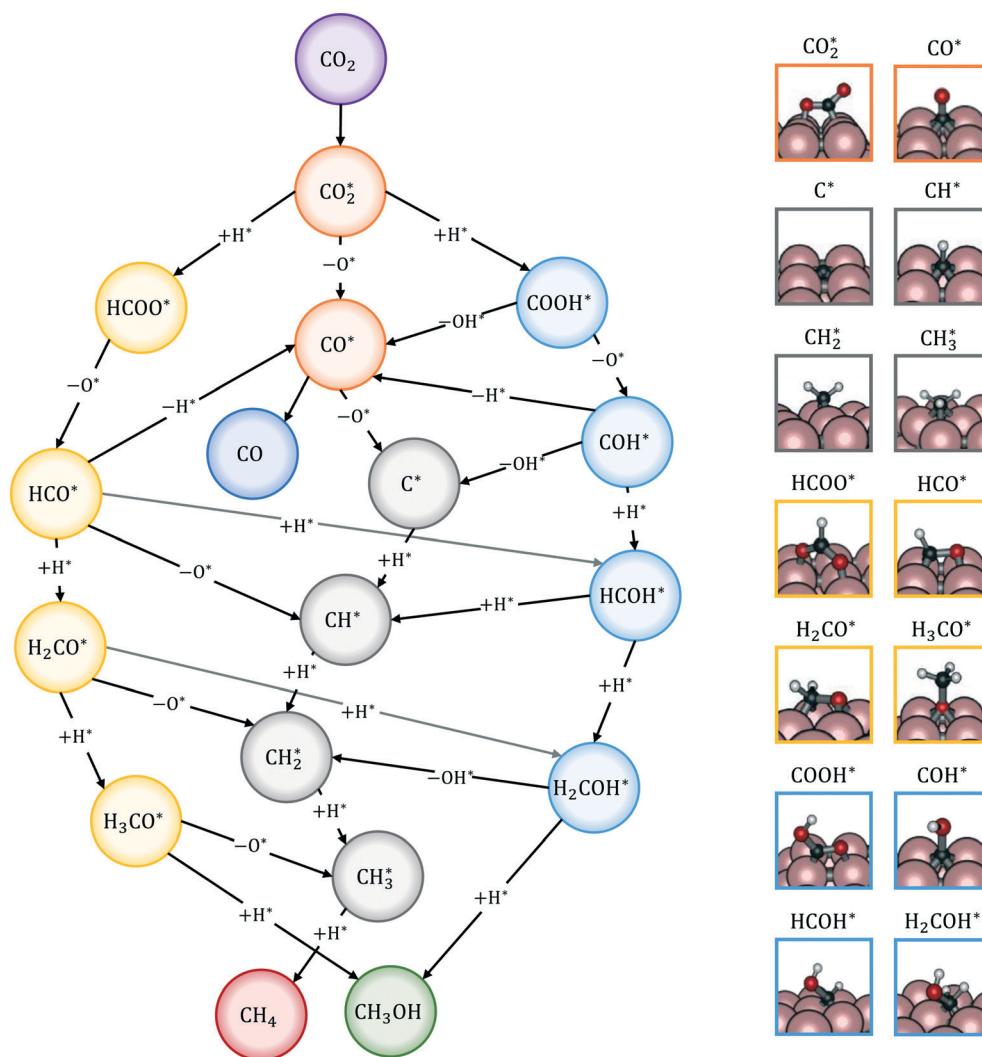 CO₂
CO₂*
+H*
+H*
−O*
HCOO*
COOH*
−OH*
CO*
−O*
−O*
−H*
−H*
−O*
CO
COH*
−OH*
C*
HCO*
+H*
+H*
+H*
+H*
−O*
HCOH*
+H*
CH*
H₂CO*
+H*
+H*
−O*
+H*
+H*
CH₂*
−OH*
H₂COH*
+H*
H₃CO*
−O*
CH₃*
+H*
+H*
+H*
CH₄
CH₃OH
CO₂* CO*
C* CH*
CH₂* CH₃*
HCOO* HCO*
H₂CO* H₃CO*
COOH* COH*
HCOH* H₂COH*